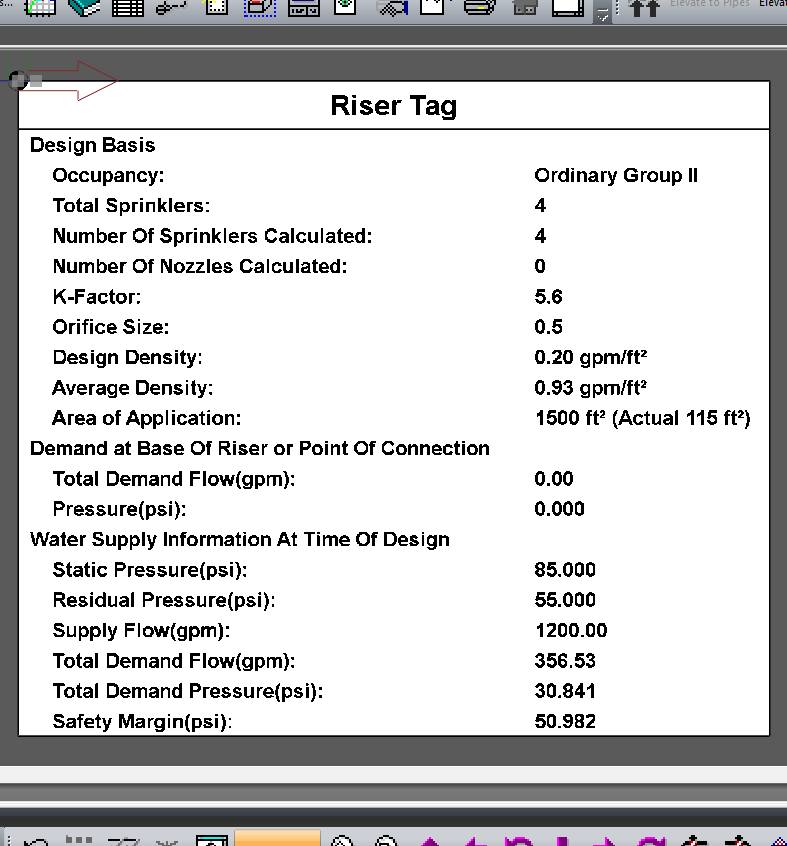 Elevate to Pipes
Riser Tag
Design Basis
Occupancy: Ordinary Group II
Total Sprinklers: 4
Number Of Sprinklers Calculated: 4
Number Of Nozzles Calculated: 0
K-Factor: 5.6
Orifice Size: 0.5
Design Density: 0.20 gpm/ft²
Average Density: 0.93 gpm/ft²
Area of Application: 1500 ft² (Actual 115 ft²)
Demand at Base Of Riser or Point Of Connection
Total Demand Flow(gpm): 0.00
Pressure(psi): 0.000
Water Supply Information At Time Of Design
Static Pressure(psi): 85.000
Residual Pressure(psi): 55.000
Supply Flow(gpm): 1200.00
Total Demand Flow(gpm): 356.53
Total Demand Pressure(psi): 30.841
Safety Margin(psi): 50.982